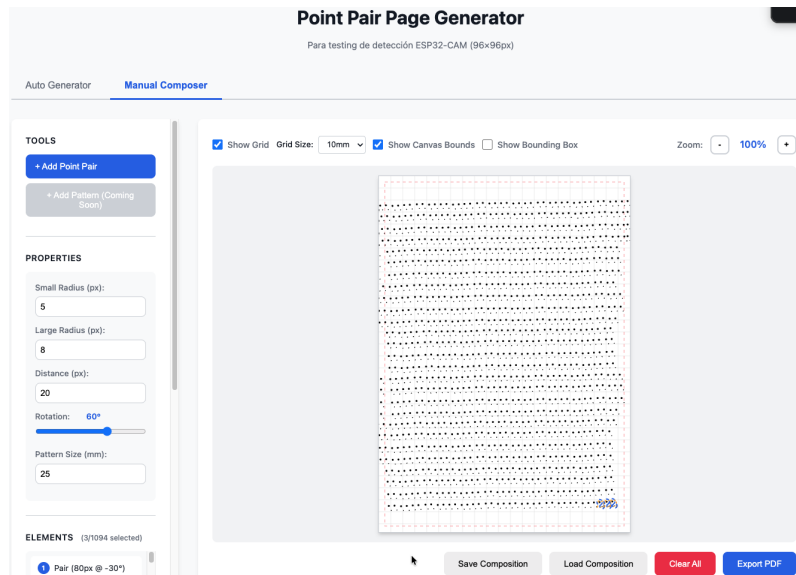 Point Pair Page Generator
Para testing de detección ESP32-CAM (96×96px)
Auto Generator
Manual Composer
TOOLS
+ Add Point Pair
+ Add Pattern (Coming
Soon)
PROPERTIES
Small Radius (px):
5
Large Radius (px):
8
Distance (px):
20
Rotation: 60°
Pattern Size (mm):
25
ELEMENTS (3/1094 selected)
1 Pair (80px @ -30°)
Show Grid Grid Size: 10mm Show Canvas Bounds Show Bounding Box Zoom: - 100% +
Save Composition Load Composition Clear All Export PDF